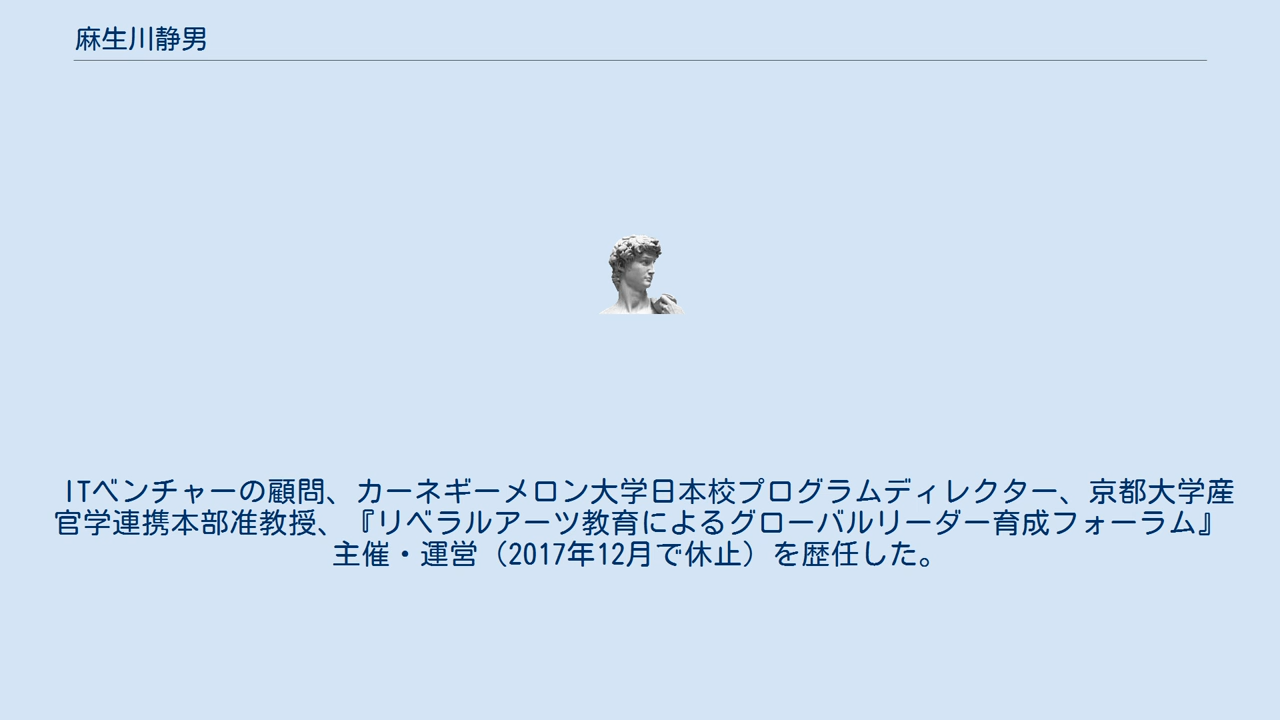 麻生川静男
ITベンチャーの顧問、カーネギーメロン大学日本校プログラムディレクター、京都大学産
官学連携本部准教授、『リベラルアーツ教育によるグローバルリーダー育成フォーラム』
主催・運営（2017年12月で休止）を歴任した。